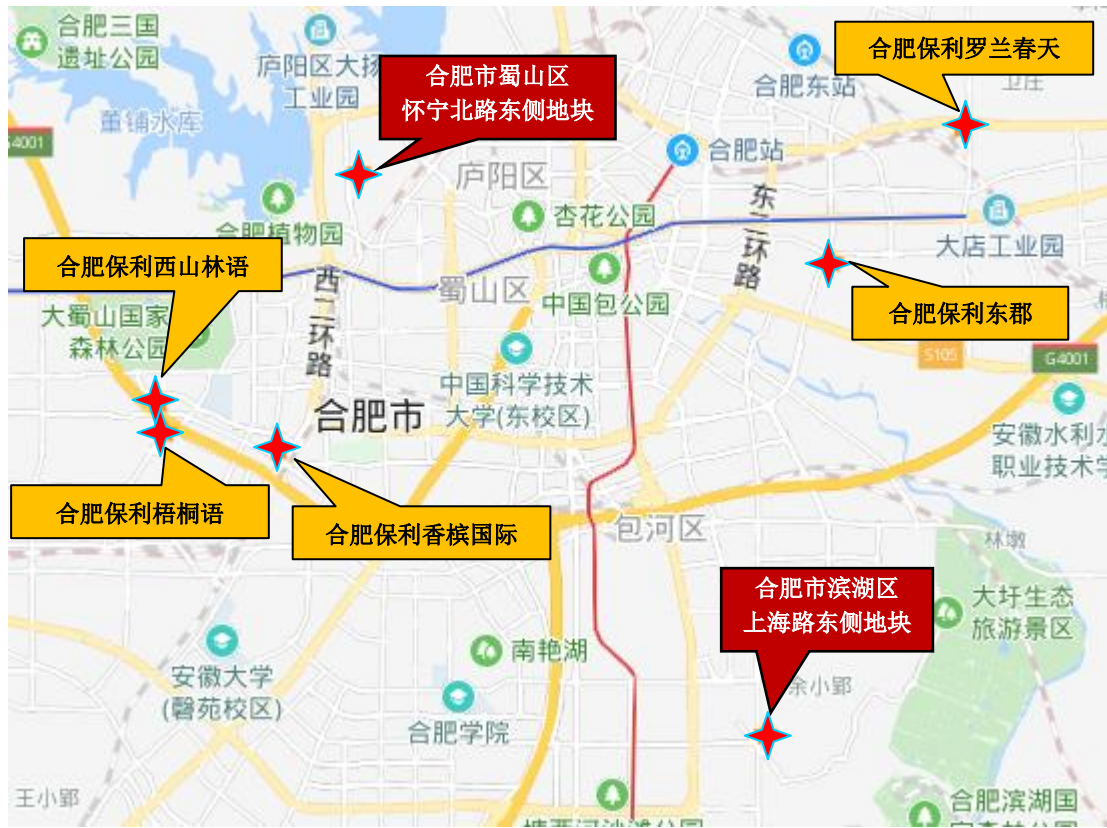 合肥三国
遗址公园
庐阳区大扬
工业园
合肥市蜀山区
怀宁北路东侧地块
合肥东站
合肥保利罗兰春天
卫庄
董铺水库
G4001
合肥站
庐阳区
合肥植物园
杏花公园
东二环路
大店工业园
合肥保利西山林语
西二环路
蜀山区
中国包公园
合肥保利东郡
大蜀山国家
森林公园
S105
G4001
中国科学技术
大学(东校区)
合肥市
安徽水利水
职业技术学
合肥保利梧桐语
合肥保利香槟国际
包河区
林墩
合肥市滨湖区
上海路东侧地块
大圩生态
旅游景区
南艳湖
安徽大学
(磬苑校区)
余小郢
合肥学院
王小郢
合肥滨湖国
塘西河沙滩公园